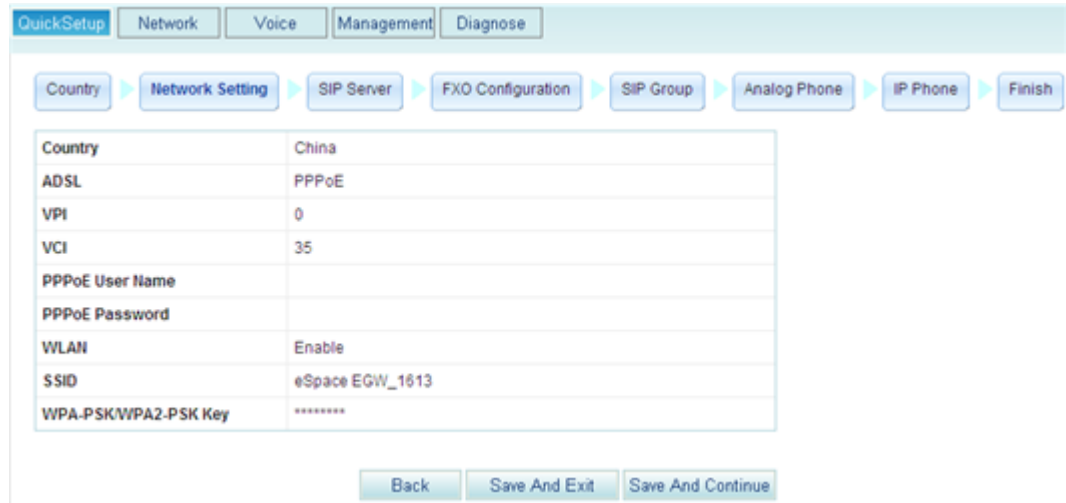 QuickSetup Network Voice Management Diagnose
Country Network Setting SIP Server FXO Configuration SIP Group Analog Phone IP Phone Finish
Country China
ADSL PPPoE
VPI 0
VCI 35
PPPoE User Name
PPPoE Password
WLAN Enable
SSID eSpace EGW_1613
WPA-PSK/WPA2-PSK Key ********
Back Save And Exit Save And Continue